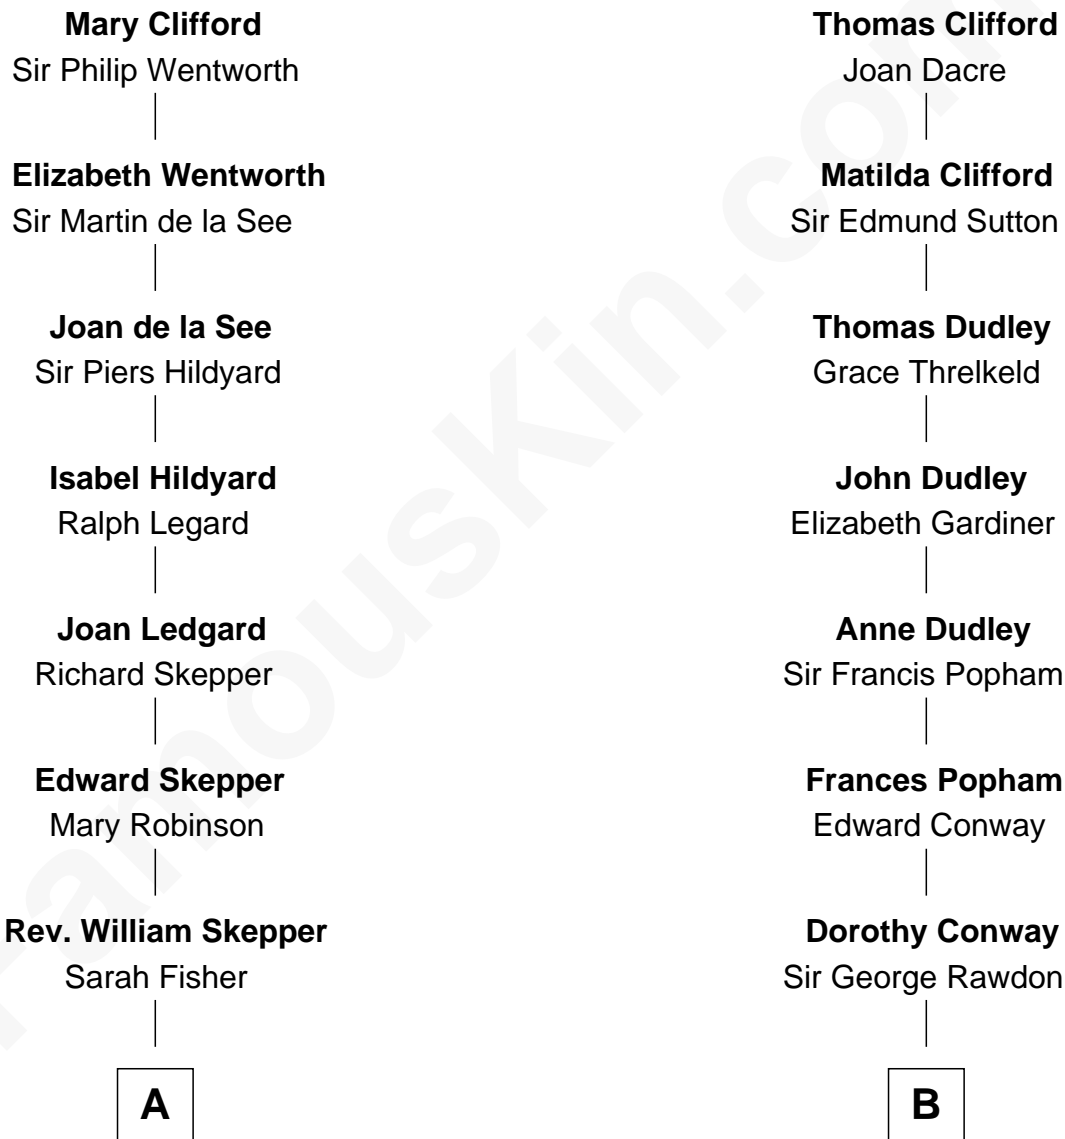 Mary Clifford
Sir Philip Wentworth
Elizabeth Wentworth
Sir Martin de la See
Joan de la See
Sir Piers Hildyard
Isabel Hildyard
Ralph Legard
Joan Ledgard
Richard Skepper
Edward Skepper
Mary Robinson
Rev. William Skepper
Sarah Fisher
A
Thomas Clifford
Joan Dacre
Matilda Clifford
Sir Edmund Sutton
Thomas Dudley
Grace Threlkeld
John Dudley
Elizabeth Gardiner
Anne Dudley
Sir Francis Popham
Frances Popham
Edward Conway
Dorothy Conway
Sir George Rawdon
B
FamousKin.com